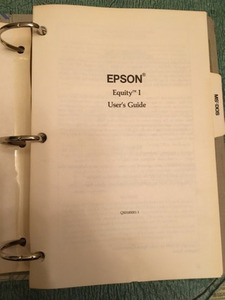 EPSON®
Equity™ I
User's Guide
MS-DOS